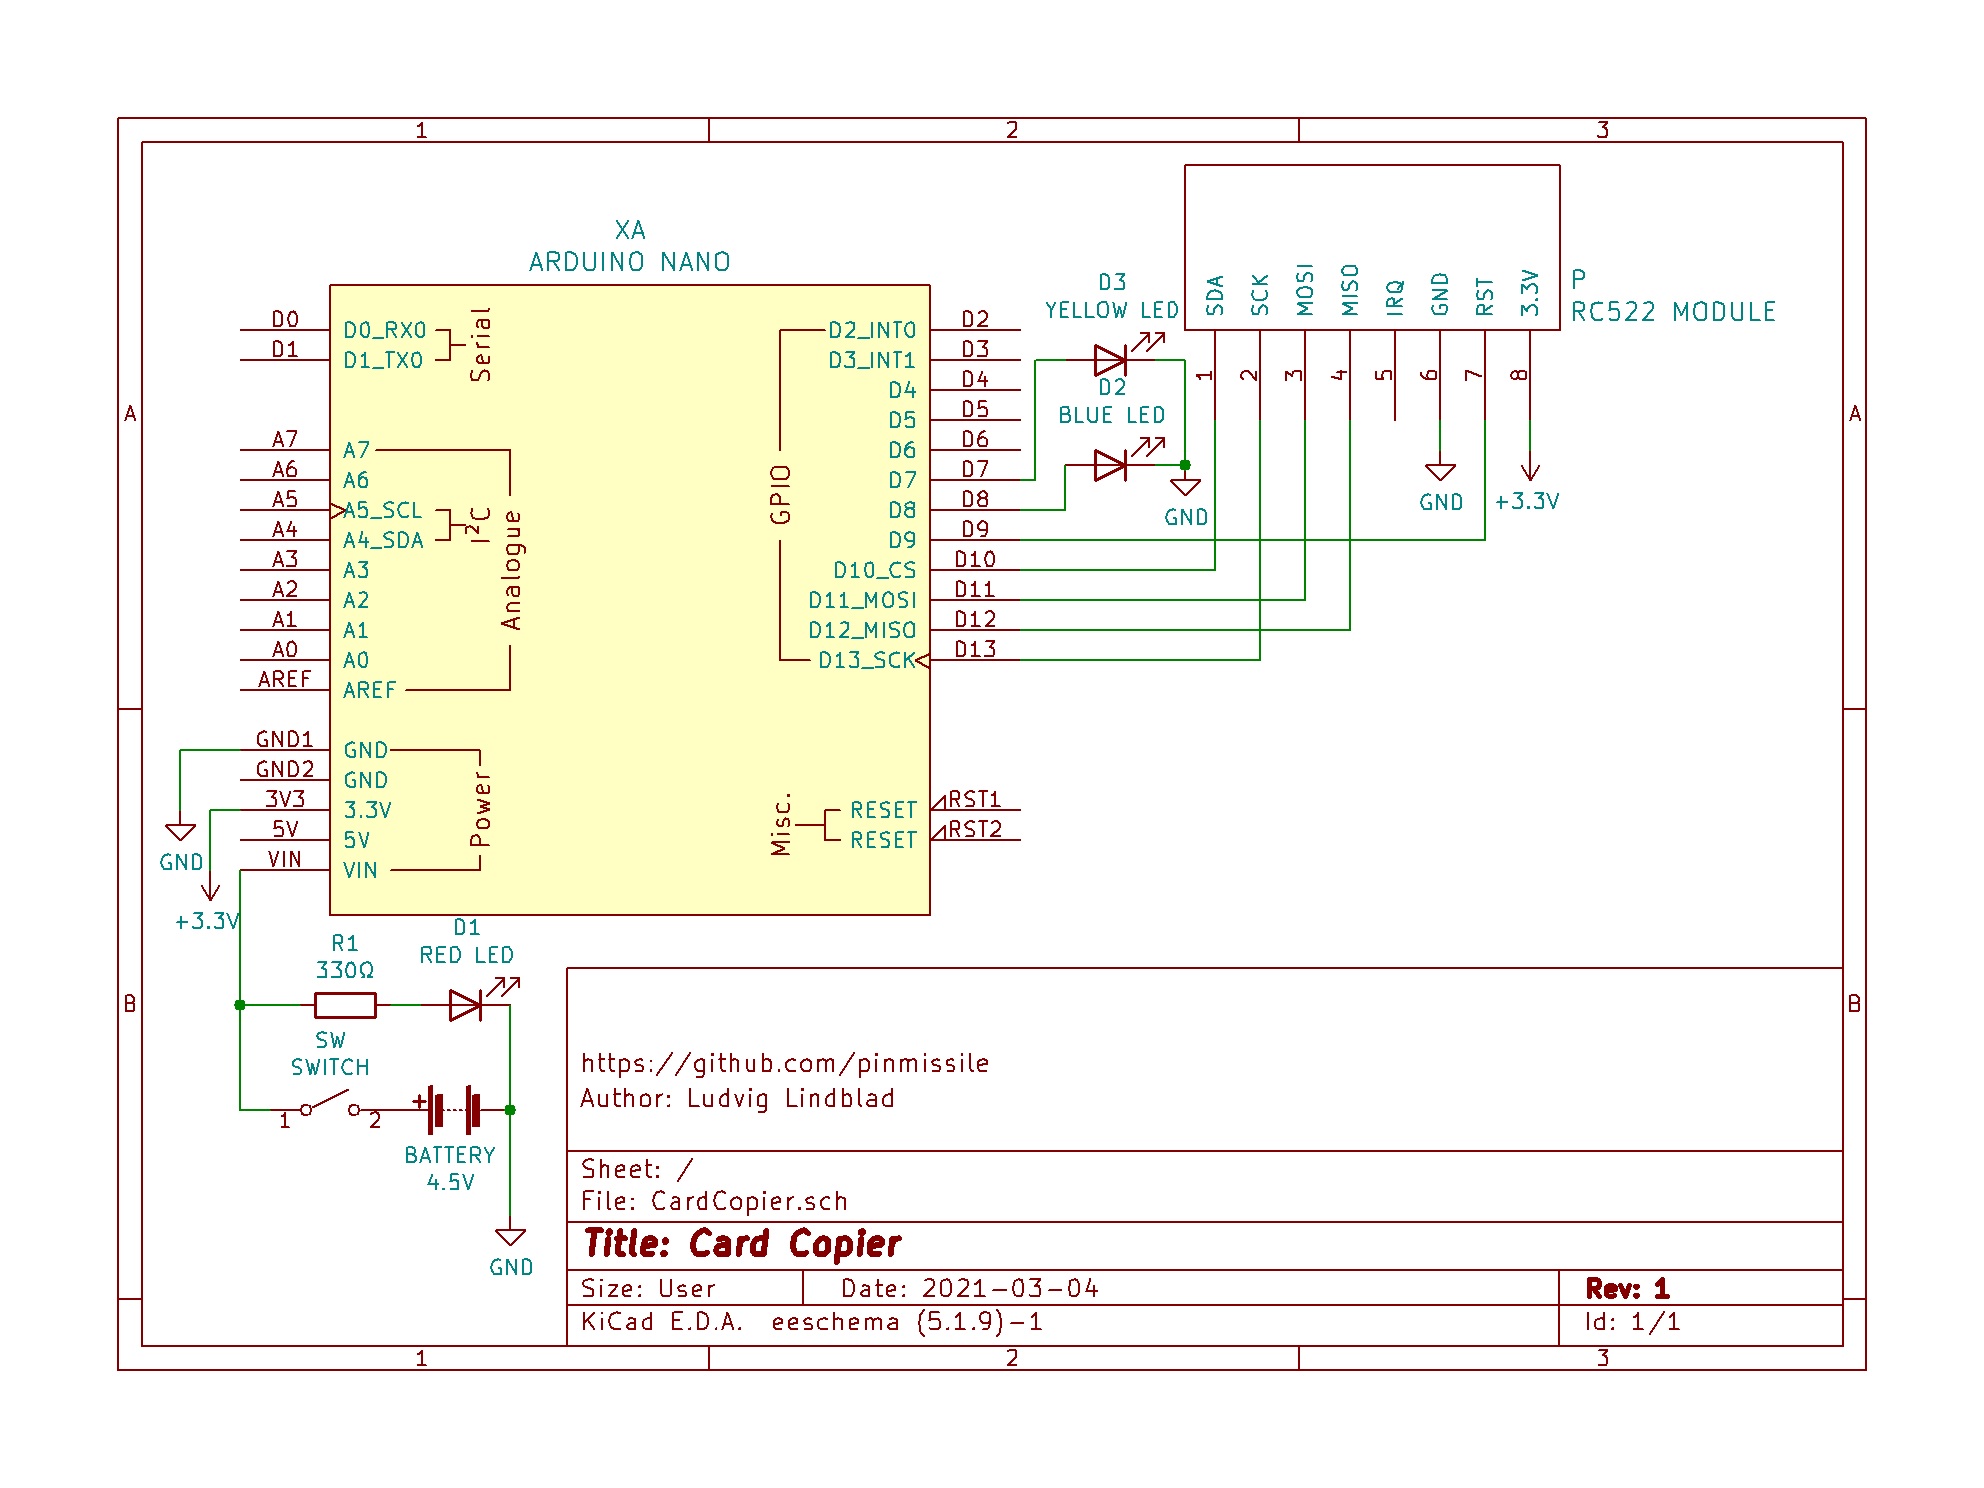 1 2 3
A
B
A
B
XA
ARDUINO NANO
D0
D1
A7
A6
A5
A4
A3
A2
A1
A0
AREF
GND1
GND2
3V3
5V
VIN
D0_RX0
D1_TX0
Serial
A7
A6
A5_SCL
A4_SDA
I²C
A3
A2
A1
A0
AREF
Analogue
GND
GND
3.3V
5V
VIN
Power
GPIO
D2_INT0
D3_INT1
D4
D5
D6
D7
D8
D9
D10_CS
D11_MOSI
D12_MISO
D13_SCK
Misc.
RESET
RESET
D2
D3
D4
D5
D6
D7
D8
D9
D10
D11
D12
D13
RST1
RST2
D3
YELLOW LED
D2
BLUE LED
GND
SDA
SCK
MOSI
MISO
IRQ
GND
RST
3.3V
1
2
3
4
5
6
7
8
P
RC522 MODULE
GND
+3.3V
GND
+3.3V
D1
RED LED
R1
330Ω
SW
SWITCH
1
2
+
BATTERY
4.5V
GND
https://github.com/pinmissile
Author: Ludvig Lindblad
Sheet: /
File: CardCopier.sch
Title: Card Copier
Size: User Date: 2021-03-04 Rev: 1
KiCad E.D.A. eeschema (5.1.9)-1 Id: 1/1
1 2 3